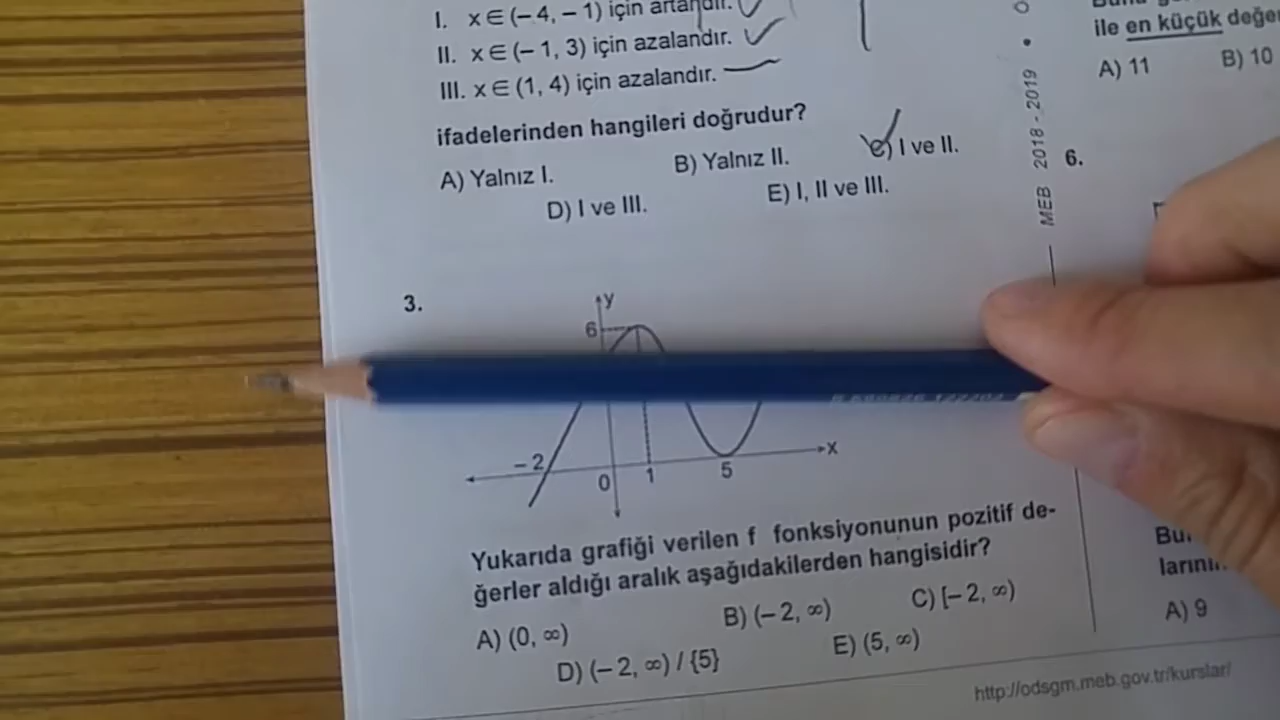 I. x ∈ (– 4, – 1) için artandır.
II. x ∈ (– 1, 3) için azalandır.
III. x ∈ (1, 4) için azalandır.
ifadelerinden hangileri doğrudur?
A) Yalnız I.
B) Yalnız II.
C) I ve II.
D) I ve III.
E) I, II ve III.
3.
y
6
– 2
0
1
5
x
Yukarıda grafiği verilen f fonksiyonunun pozitif de-
ğerler aldığı aralık aşağıdakilerden hangisidir?
A) (0, ∞)
B) (– 2, ∞)
C) [– 2, ∞)
D) (– 2, ∞) / {5}
E) (5, ∞)
MEB 2018 - 2019
ile en küçük değe
A) 11
B) 10
6.
larının
A) 9
http://odsgm.meb.gov.tr/kurslar/